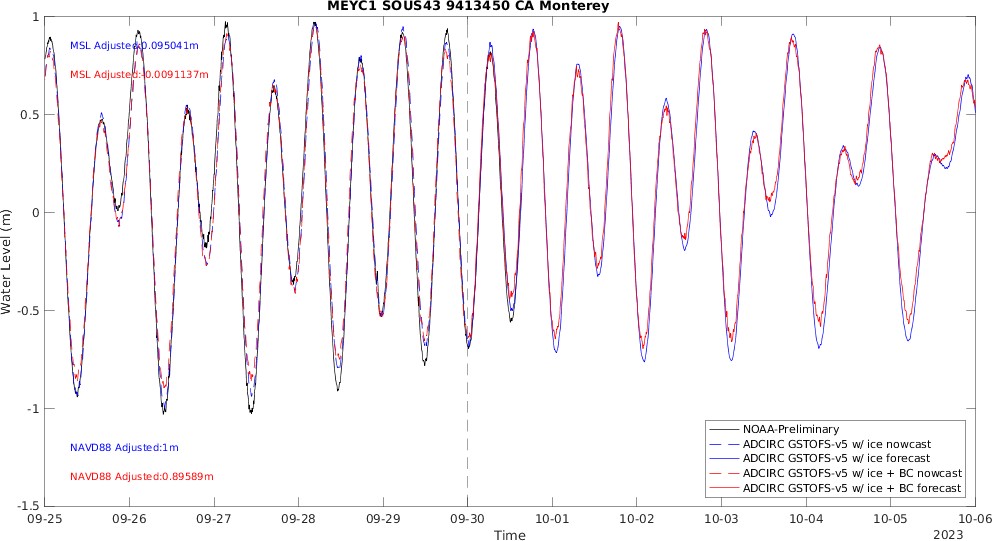 MEYC1 SOUS43 9413450 CA Monterey
1
0.5
0
-0.5
-1
-1.5
Water Level (m)
MSL Adjusted:0.095041m
MSL Adjusted:-0.0091137m
NAVD88 Adjusted:1m
NAVD88 Adjusted:0.89589m
NOAA-Preliminary
ADCIRC GSTOFS-v5 w/ ice nowcast
ADCIRC GSTOFS-v5 w/ ice forecast
ADCIRC GSTOFS-v5 w/ ice + BC nowcast
ADCIRC GSTOFS-v5 w/ ice + BC forecast
09-25 09-26 09-27 09-28 09-29 09-30 10-01 10-02 10-03 10-04 10-05 10-06
Time
2023